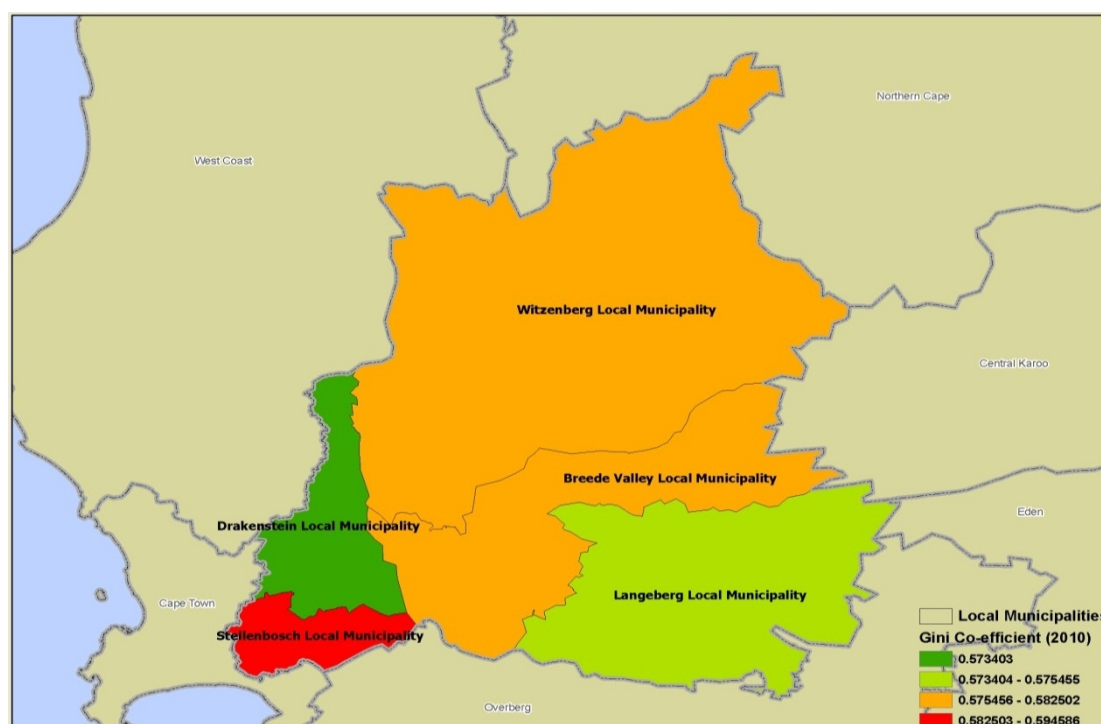 Northern Cape
West Coast
Witzenberg Local Municipality
Central Karoo
Breede Valley Local Municipality
Eden
Drakenstein Local Municipality
Langeberg Local Municipality
Cape Town
Stellenbosch Local Municipality
Overberg
Local Municipalities
Gini Co-efficient (2010)
0.573403
0.573404 - 0.575455
0.575456 - 0.582502
0.582503 - 0.594586